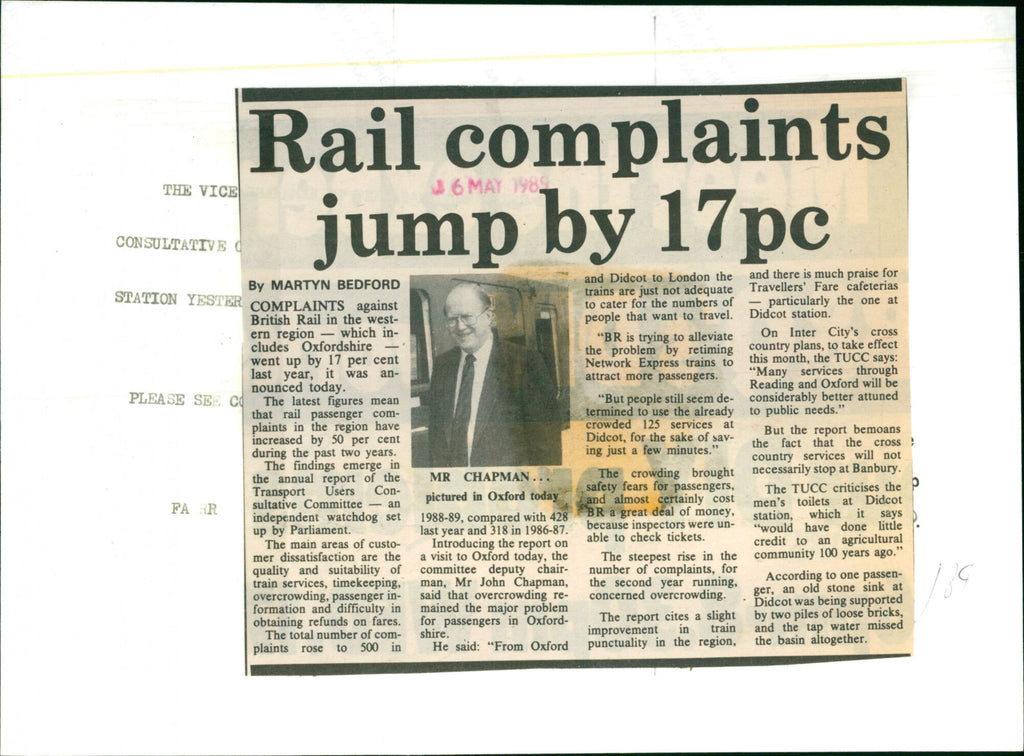 Rail complaints
jump by 17pc
16 MAY 1989
THE VICE
CONSULTATIVE C
STATION YESTER
PLEASE SEE CO
FA RR
By MARTYN BEDFORD
COMPLAINTS against
British Rail in the west-
ern region — which in-
cludes Oxfordshire —
went up by 17 per cent
last year, it was an-
nounced today.
The latest figures mean
that rail passenger com-
plaints in the region have
increased by 50 per cent
during the past two years.
The findings emerge in
the annual report of the
Transport Users Con-
sultative Committee — an
independent watchdog set
up by Parliament.
The main areas of custo-
mer dissatisfaction are the
quality and suitability of
train services, timekeeping,
overcrowding, passenger in-
formation and difficulty in
obtaining refunds on fares.
The total number of com-
plaints rose to 500 in
MR CHAPMAN...
pictured in Oxford today
1988-89, compared with 428
last year and 318 in 1986-87.
Introducing the report on
a visit to Oxford today, the
committee deputy chair-
man, Mr John Chapman,
said that overcrowding re-
mained the major problem
for passengers in Oxford-
shire.
He said: "From Oxford
and Didcot to London the
trains are just not adequate
to cater for the numbers of
people that want to travel.
"BR is trying to alleviate
the problem by retiming
Network Express trains to
attract more passengers.
"But people still seem de-
termined to use the already
crowded 125 services at
Didcot, for the sake of sav-
ing just a few minutes."
The crowding brought
safety fears for passengers,
and almost certainly cost
BR a great deal of money,
because inspectors were un-
able to check tickets.
The steepest rise in the
number of complaints, for
the second year running,
concerned overcrowding.
The report cites a slight
improvement in train
punctuality in the region,
and there is much praise for
Travellers' Fare cafeterias
— particularly the one at
Didcot station.
On Inter City's cross
country plans, to take effect
this month, the TUCC says:
"Many services through
Reading and Oxford will be
considerably better attuned
to public needs."
But the report bemoans
the fact that the cross
country services will not
necessarily stop at Banbury.
The TUCC criticises the
men's toilets at Didcot
station, which it says
"would have done little
credit to an agricultural
community 100 years ago."
According to one passen-
ger, an old stone sink at
Didcot was being supported
by two piles of loose bricks,
and the tap water missed
the basin altogether.